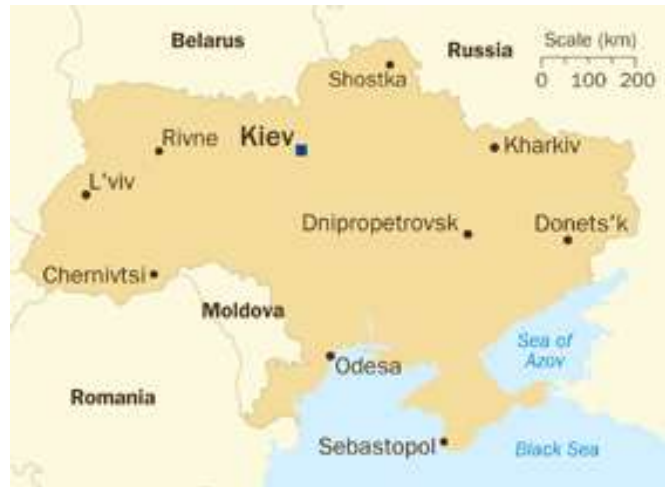 Belarus
Russia
Scale (km)
0 100 200
Shostka
Rivne
Kiev
Kharkiv
L'viv
Dnipropetrovsk
Donets'k
Chernivtsi
Moldova
Sea of
Azov
Odesa
Romania
Sebastopol
Black Sea